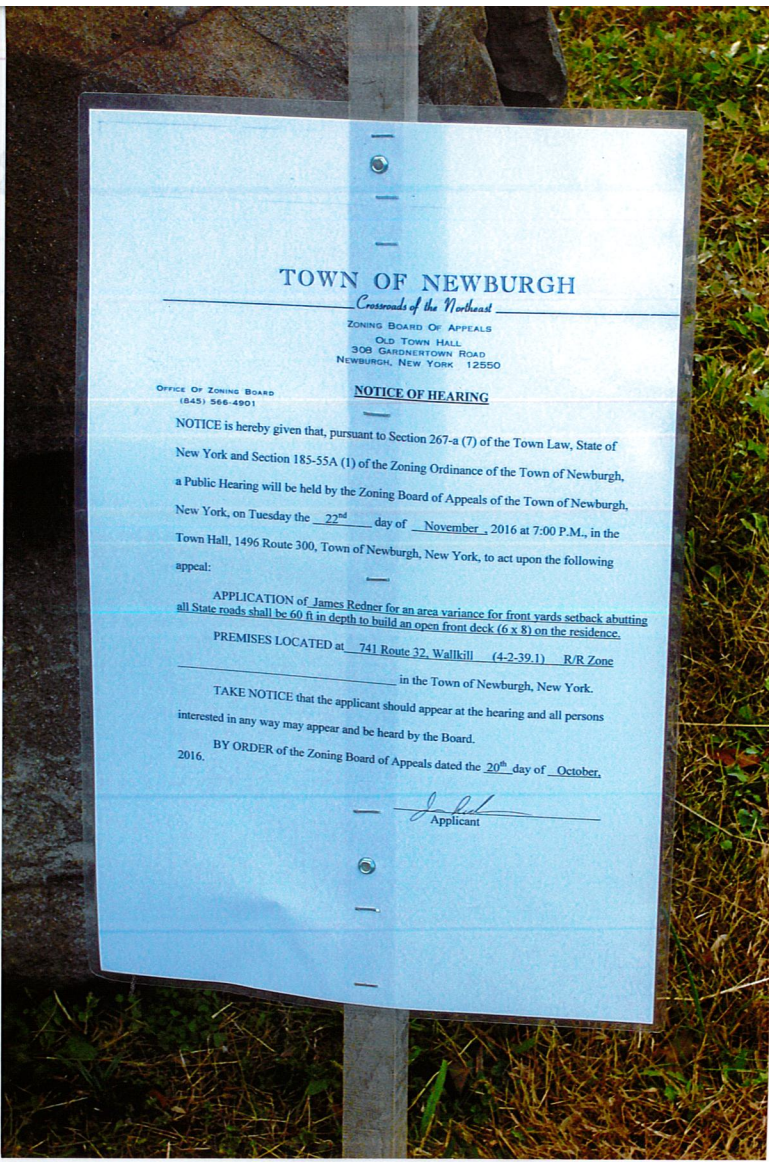 TOWN OF NEWBURGH
Crossroads of the Northeast
ZONING BOARD OF APPEALS
OLD TOWN HALL
308 GARDNERTOWN ROAD
NEWBURGH, NEW YORK 12550
OFFICE OF ZONING BOARD
(845) 566-4901
NOTICE OF HEARING
NOTICE is hereby given that, pursuant to Section 267-a (7) of the Town Law, State of
New York and Section 185-55A (1) of the Zoning Ordinance of the Town of Newburgh,
a Public Hearing will be held by the Zoning Board of Appeals of the Town of Newburgh,
New York, on Tuesday the 22nd day of November , 2016 at 7:00 P.M., in the
Town Hall, 1496 Route 300, Town of Newburgh, New York, to act upon the following
appeal:
APPLICATION of James Redner for an area variance for front yards setback abutting
all State roads shall be 60 ft in depth to build an open front deck (6 x 8) on the residence.
PREMISES LOCATED at 741 Route 32, Wallkill (4-2-39.1) R/R Zone
in the Town of Newburgh, New York.
TAKE NOTICE that the applicant should appear at the hearing and all persons
interested in any way may appear and be heard by the Board.
BY ORDER of the Zoning Board of Appeals dated the 20th day of October,
2016.
Applicant